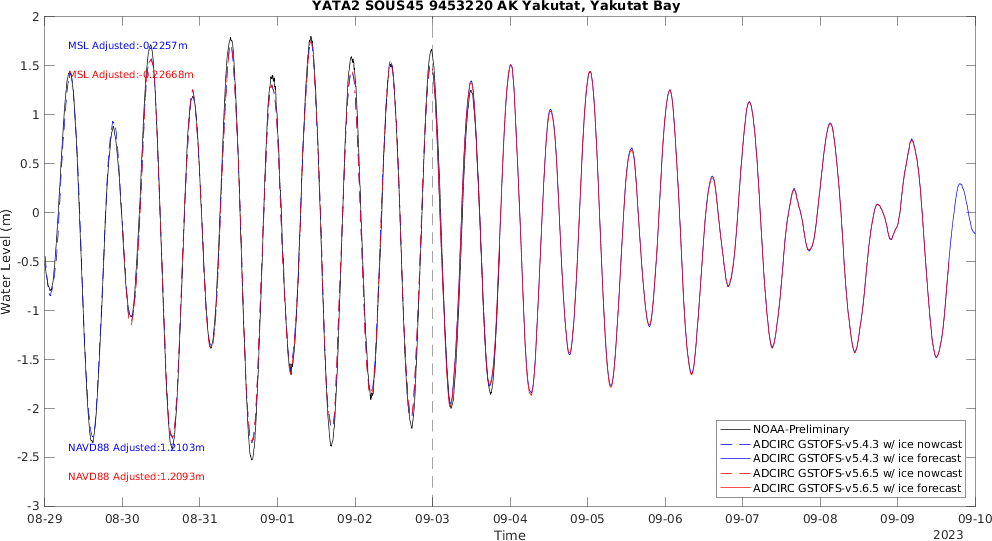 YATA2 SOUS45 9453220 AK Yakutat, Yakutat Bay
2
1.5
1
0.5
0
-0.5
-1
-1.5
-2
-2.5
-3
Water Level (m)
MSL Adjusted:-0.2257m
MSL Adjusted:-0.22668m
NAVD88 Adjusted:1.2103m
NAVD88 Adjusted:1.2093m
NOAA-Preliminary
ADCIRC GSTOFS-v5.4.3 w/ ice nowcast
ADCIRC GSTOFS-v5.4.3 w/ ice forecast
ADCIRC GSTOFS-v5.6.5 w/ ice nowcast
ADCIRC GSTOFS-v5.6.5 w/ ice forecast
08-29 08-30 08-31 09-01 09-02 09-03 09-04 09-05 09-06 09-07 09-08 09-09 09-10
Time
2023